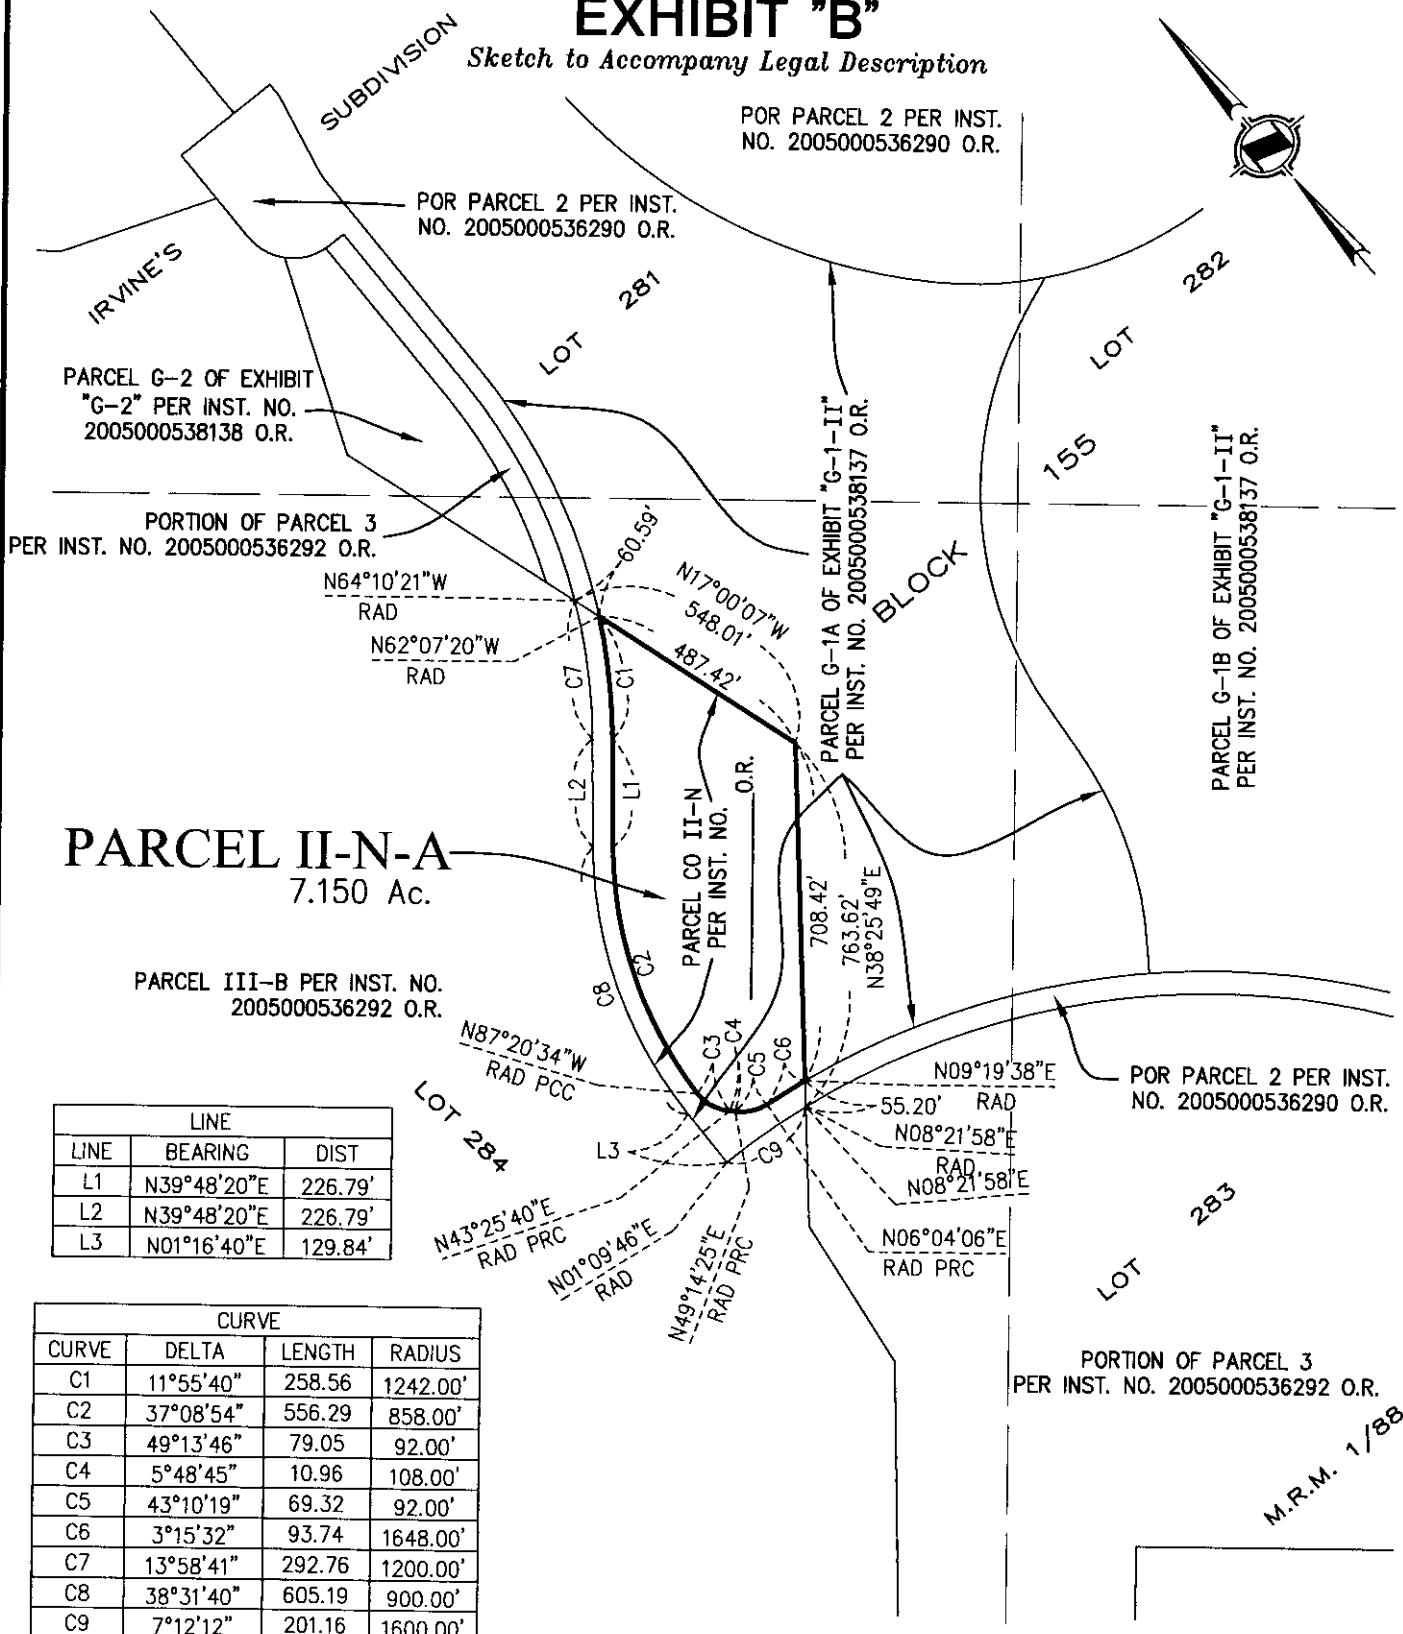 EXHIBIT "B"
Sketch to Accompany Legal Description
SUBDIVISION
POR PARCEL 2 PER INST.
NO. 2005000536290 O.R.
POR PARCEL 2 PER INST.
NO. 2005000536290 O.R.
IRVINE'S
LOT 281
LOT 282
PARCEL G-2 OF EXHIBIT
"G-2" PER INST. NO.
2005000538138 O.R.
PARCEL G-1A OF EXHIBIT "G-1-II"
PER INST. NO. 2005000538137 O.R.
BLOCK 155
PARCEL G-1B OF EXHIBIT "G-1-II"
PER INST. NO. 2005000538137 O.R.
PORTION OF PARCEL 3
PER INST. NO. 2005000536292 O.R.
60.59'
N64°10'21"W
RAD
N17°00'07"W
548.01'
N62°07'20"W
RAD
487.42'
C7
C1
L2
L1
PARCEL CO II-N
PER INST. NO.
O.R.
PARCEL II-N-A
7.150 Ac.
708.42'
763.62'
N38°25'49"E
C2
C8
PARCEL III-B PER INST. NO.
2005000536292 O.R.
N87°20'34"W
RAD PCC
C3
C4
C5
C6
N09°19'38"E
RAD
55.20'
POR PARCEL 2 PER INST.
NO. 2005000536290 O.R.
LOT 284
L3
C9
N08°21'58"E
RAD
N08°21'58"E
N43°25'40"E
RAD PRC
N01°09'46"E
RAD
N49°14'25"E
RAD PRC
N06°04'06"E
RAD PRC
LOT 283
LINE
LINE BEARING DIST
L1 N39°48'20"E 226.79'
L2 N39°48'20"E 226.79'
L3 N01°16'40"E 129.84'
CURVE
CURVE DELTA LENGTH RADIUS
C1 11°55'40" 258.56 1242.00'
C2 37°08'54" 556.29 858.00'
C3 49°13'46" 79.05 92.00'
C4 5°48'45" 10.96 108.00'
C5 43°10'19" 69.32 92.00'
C6 3°15'32" 93.74 1648.00'
C7 13°58'41" 292.76 1200.00'
C8 38°31'40" 605.19 900.00'
C9 7°12'12" 201.16 1600.00'
PORTION OF PARCEL 3
PER INST. NO. 2005000536292 O.R.
M.R.M. 1/88